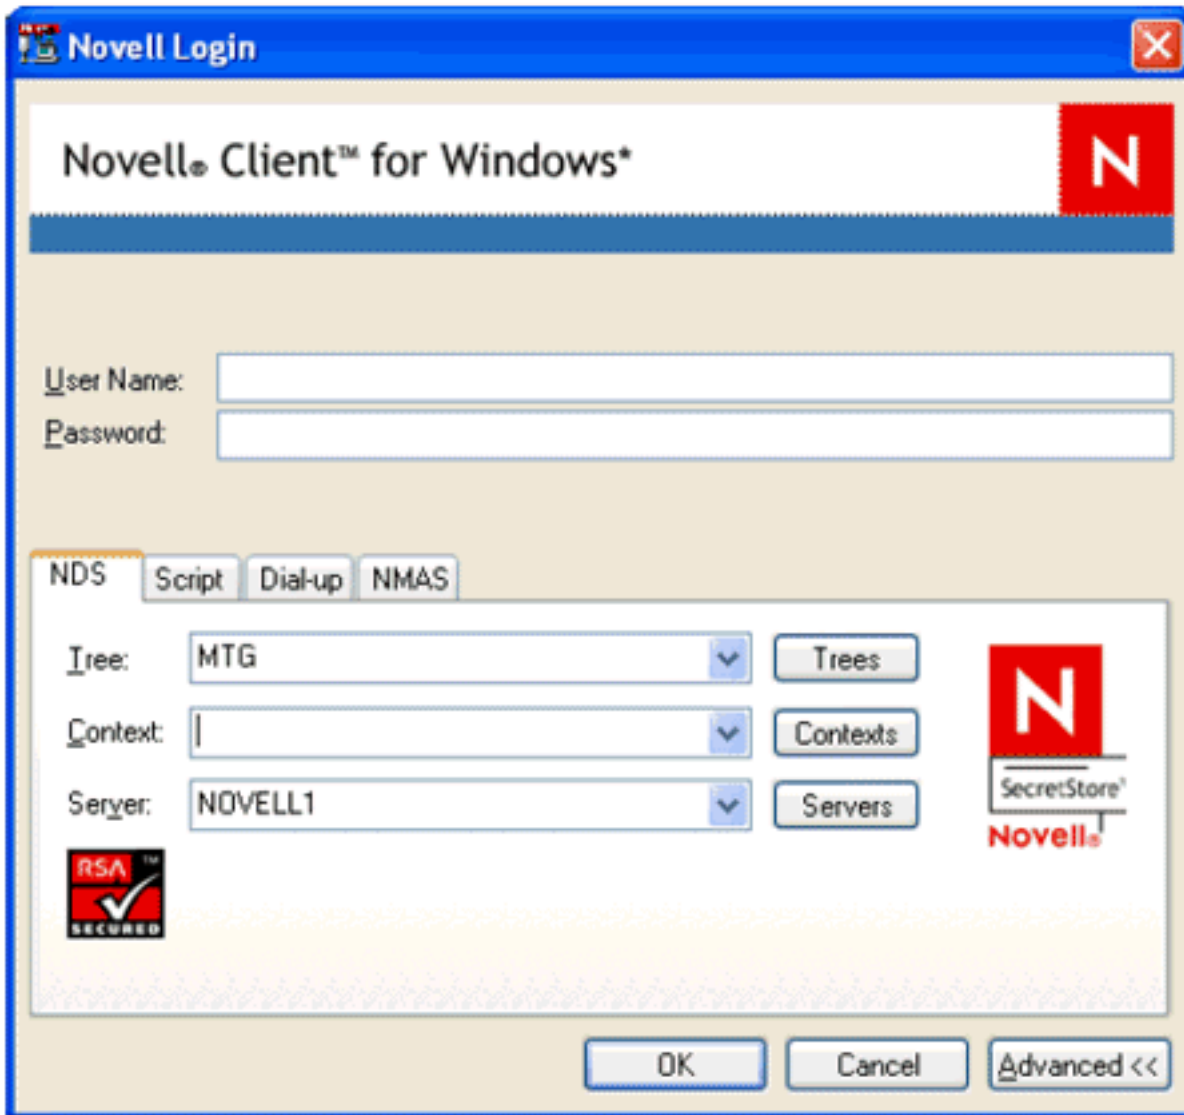 Novell Login
Novell® Client™ for Windows*
N
User Name:
Password:
NDS Script Dial-up NMAS
Tree: MTG Trees
Context: Contexts
Server: NOVELL1 Servers
N
SecretStore
Novell®
RSA™
SECURED
OK Cancel Advanced <<